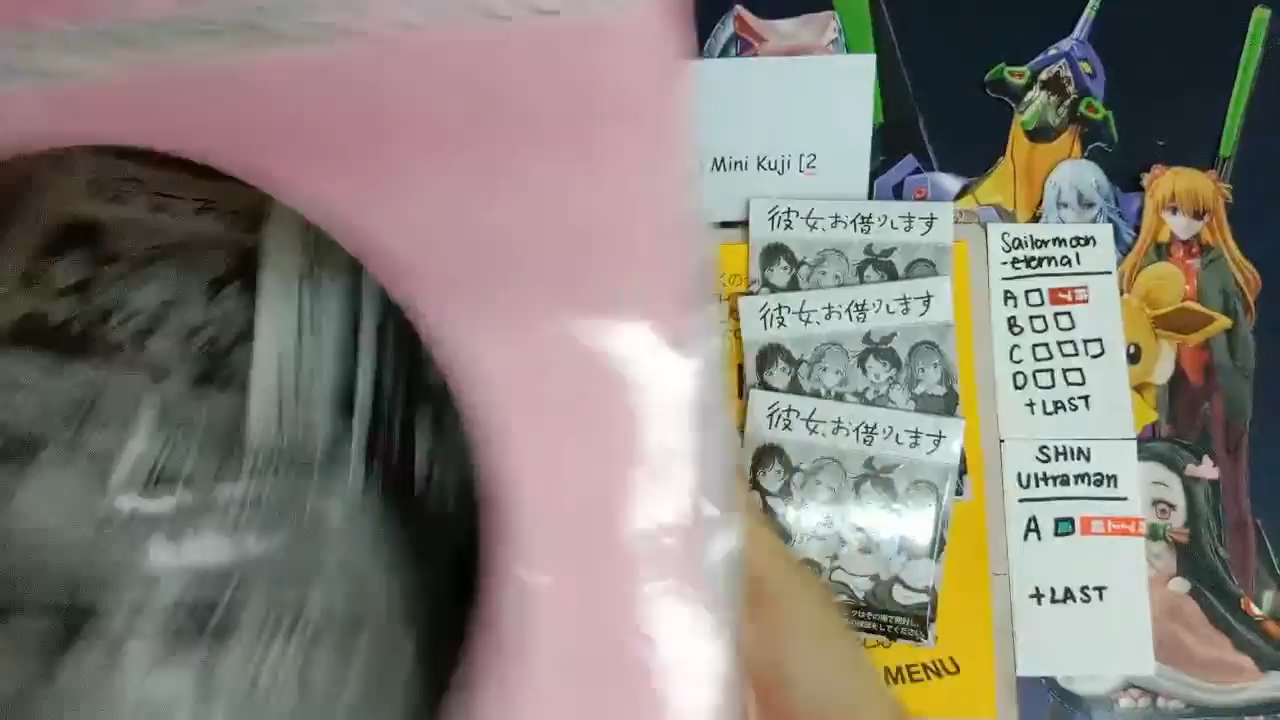 Mini Kuji [2
彼女、お借りします
彼女、お借りします
彼女、お借りします
MENU
Sailormoon
-eternal
A
B
C
D
+LAST
SHIN
Ultraman
A
+LAST